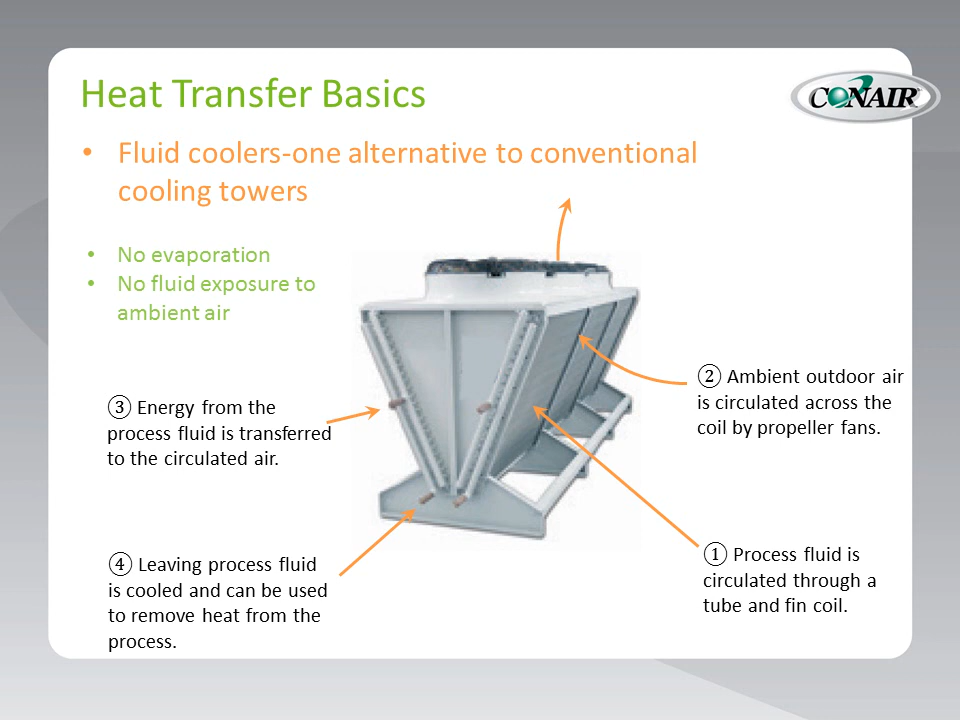 Heat Transfer Basics
CONAIR
• Fluid coolers-one alternative to conventional
cooling towers
• No evaporation
• No fluid exposure to
ambient air
② Ambient outdoor air
is circulated across the
coil by propeller fans.
③ Energy from the
process fluid is transferred
to the circulated air.
① Process fluid is
circulated through a
tube and fin coil.
④ Leaving process fluid
is cooled and can be used
to remove heat from the
process.